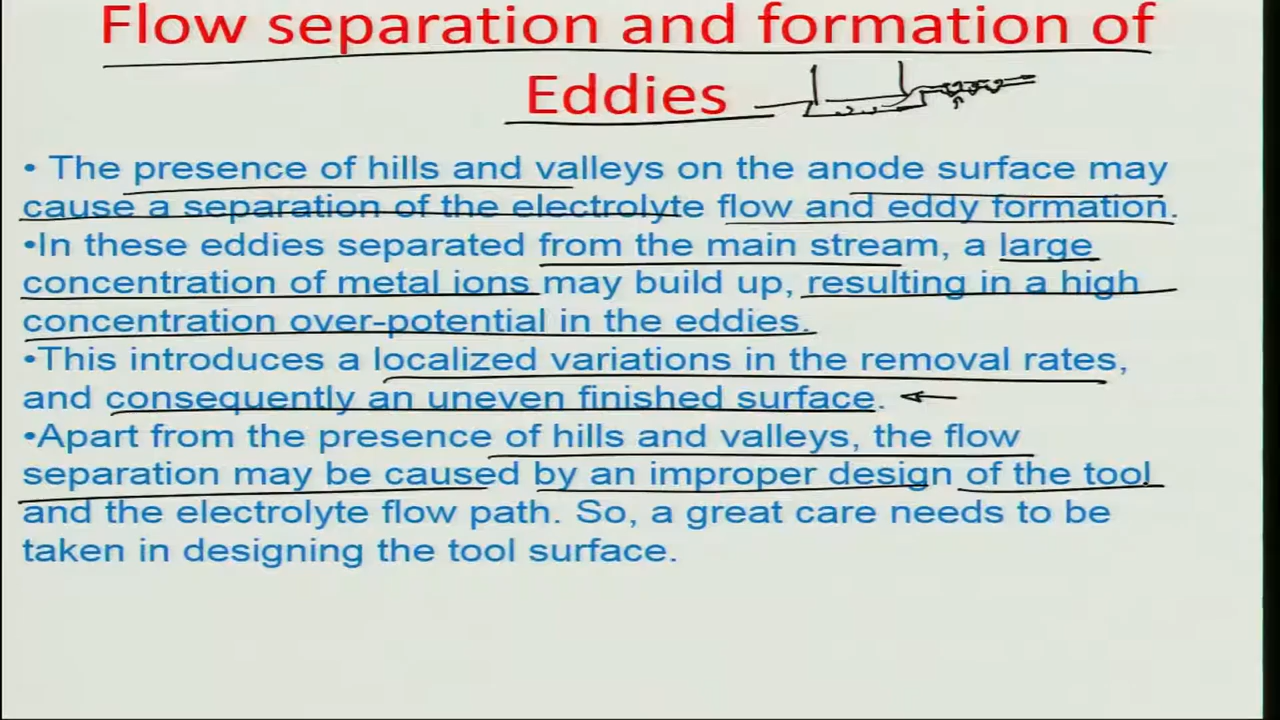 Flow separation and formation of
Eddies
• The presence of hills and valleys on the anode surface may
cause a separation of the electrolyte flow and eddy formation.
•In these eddies separated from the main stream, a large
concentration of metal ions may build up, resulting in a high
concentration over-potential in the eddies.
•This introduces a localized variations in the removal rates,
and consequently an uneven finished surface.
•Apart from the presence of hills and valleys, the flow
separation may be caused by an improper design of the tool
and the electrolyte flow path. So, a great care needs to be
taken in designing the tool surface.